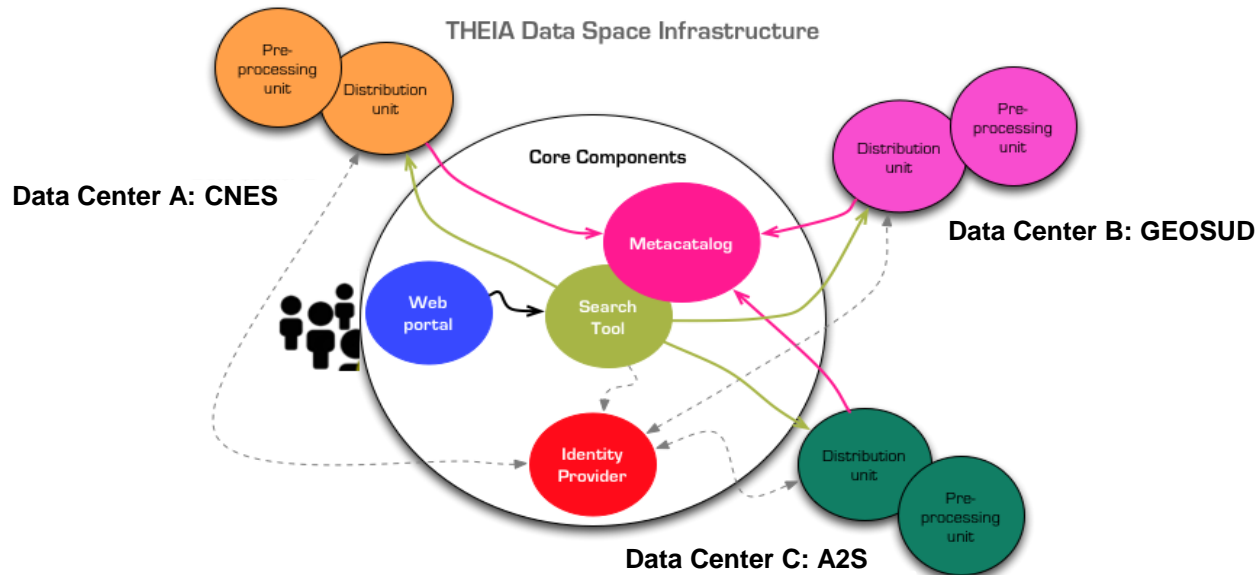 THEIA Data Space Infrastructure
Pre-
processing
unit
Distribution
unit
Data Center A: CNES
Core Components
Metacatalog
Web
portal
Search
Tool
Identity
Provider
Distribution
unit
Pre-
processing
unit
Data Center B: GEOSUD
Distribution
unit
Pre-
processing
unit
Data Center C: A2S